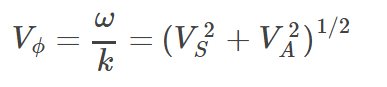 V_ϕ = ω/k = (V_S^2 + V_A^2)^{1/2}